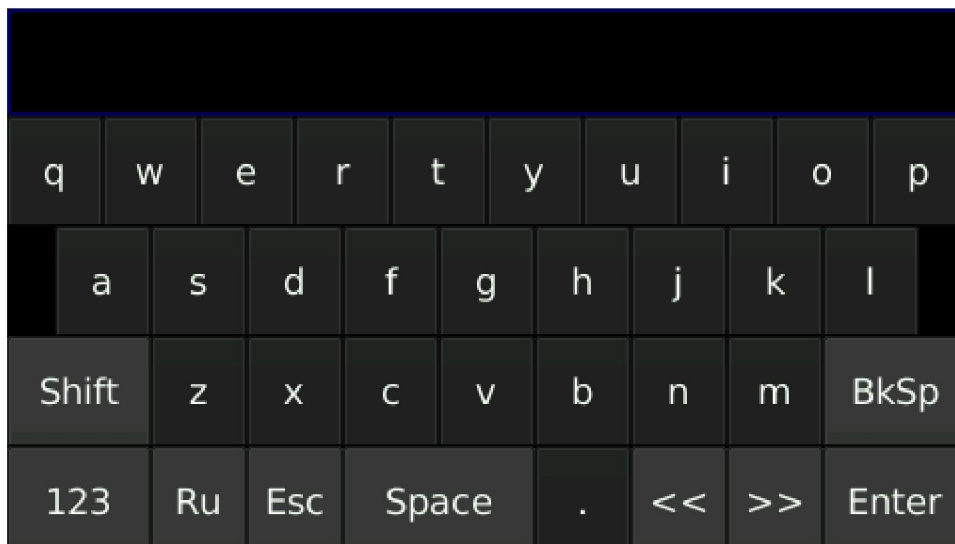 q w e r t y u i o p
a s d f g h j k l
Shift z x c v b n m BkSp
123 Ru Esc Space . << >> Enter